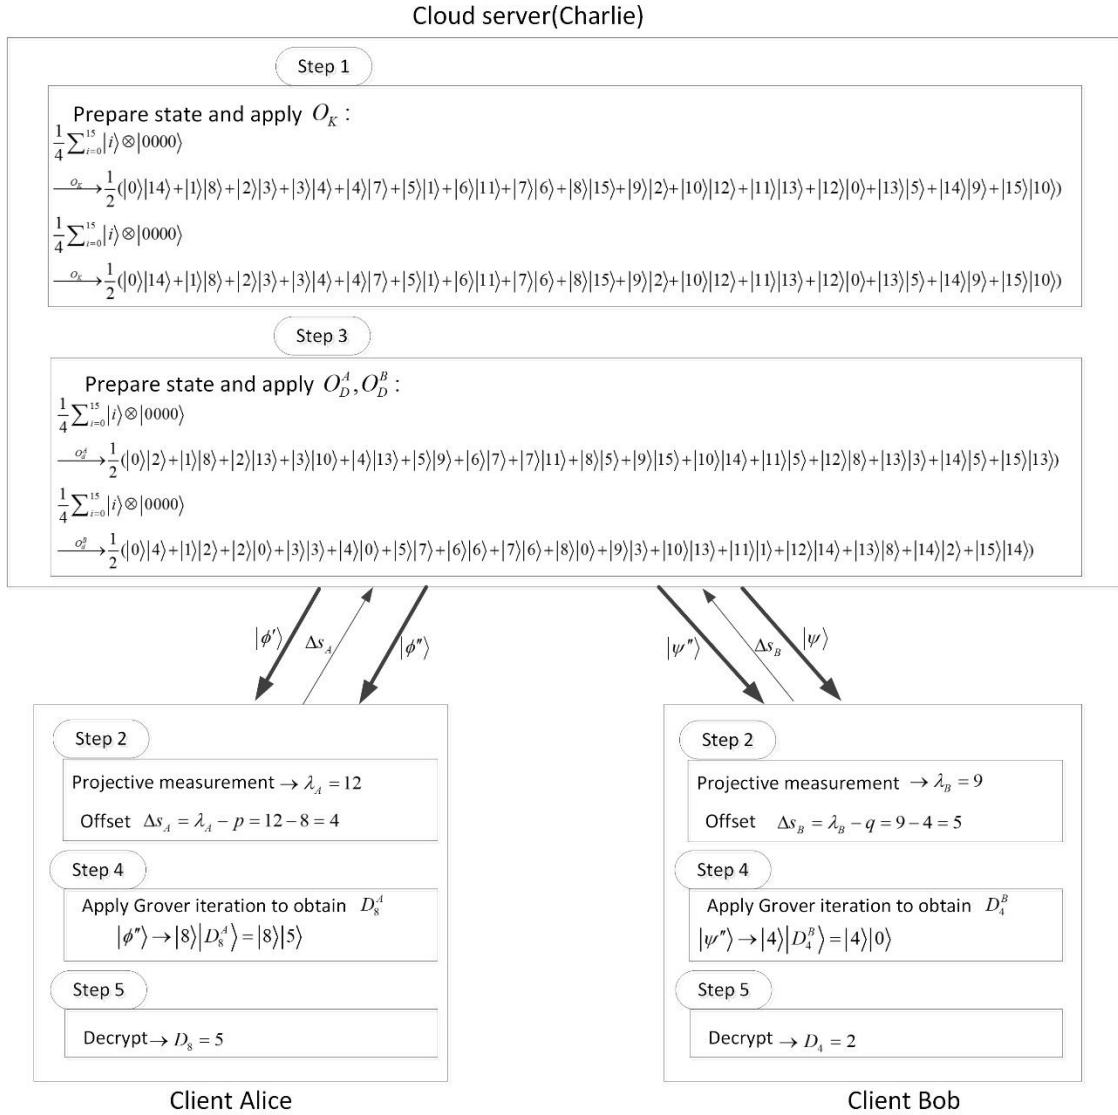 Cloud server(Charlie)
Step 1
Prepare state and apply O_K :
1/4 ∑_{i=0}^{15} |i⟩⊗|0000⟩
—O_K→ 1/2 (|0⟩|14⟩+|1⟩|8⟩+|2⟩|3⟩+|3⟩|4⟩+|4⟩|7⟩+|5⟩|1⟩+|6⟩|11⟩+|7⟩|6⟩+|8⟩|15⟩+|9⟩|2⟩+|10⟩|12⟩+|11⟩|13⟩+|12⟩|0⟩+|13⟩|5⟩+|14⟩|9⟩+|15⟩|10⟩)
1/4 ∑_{i=0}^{15} |i⟩⊗|0000⟩
—O_K→ 1/2 (|0⟩|14⟩+|1⟩|8⟩+|2⟩|3⟩+|3⟩|4⟩+|4⟩|7⟩+|5⟩|1⟩+|6⟩|11⟩+|7⟩|6⟩+|8⟩|15⟩+|9⟩|2⟩+|10⟩|12⟩+|11⟩|13⟩+|12⟩|0⟩+|13⟩|5⟩+|14⟩|9⟩+|15⟩|10⟩)
Step 3
Prepare state and apply O_D^A, O_D^B :
1/4 ∑_{i=0}^{15} |i⟩⊗|0000⟩
—O_d^A→ 1/2 (|0⟩|2⟩+|1⟩|8⟩+|2⟩|13⟩+|3⟩|10⟩+|4⟩|13⟩+|5⟩|9⟩+|6⟩|7⟩+|7⟩|11⟩+|8⟩|5⟩+|9⟩|15⟩+|10⟩|14⟩+|11⟩|5⟩+|12⟩|8⟩+|13⟩|3⟩+|14⟩|5⟩+|15⟩|13⟩)
1/4 ∑_{i=0}^{15} |i⟩⊗|0000⟩
—O_d^B→ 1/2 (|0⟩|4⟩+|1⟩|2⟩+|2⟩|0⟩+|3⟩|3⟩+|4⟩|0⟩+|5⟩|7⟩+|6⟩|6⟩+|7⟩|6⟩+|8⟩|0⟩+|9⟩|3⟩+|10⟩|13⟩+|11⟩|1⟩+|12⟩|14⟩+|13⟩|8⟩+|14⟩|2⟩+|15⟩|14⟩)
|ϕ′⟩ Δs_A |ϕ″⟩
|ψ″⟩ Δs_B |ψ⟩
Step 2
Projective measurement → λ_A = 12
Offset Δs_A = λ_A − p = 12 − 8 = 4
Step 4
Apply Grover iteration to obtain D_8^A
|ϕ″⟩ → |8⟩|D_8^A⟩ = |8⟩|5⟩
Step 5
Decrypt → D_8 = 5
Client Alice
Step 2
Projective measurement → λ_B = 9
Offset Δs_B = λ_B − q = 9 − 4 = 5
Step 4
Apply Grover iteration to obtain D_4^B
|ψ″⟩ → |4⟩|D_4^B⟩ = |4⟩|0⟩
Step 5
Decrypt → D_4 = 2
Client Bob